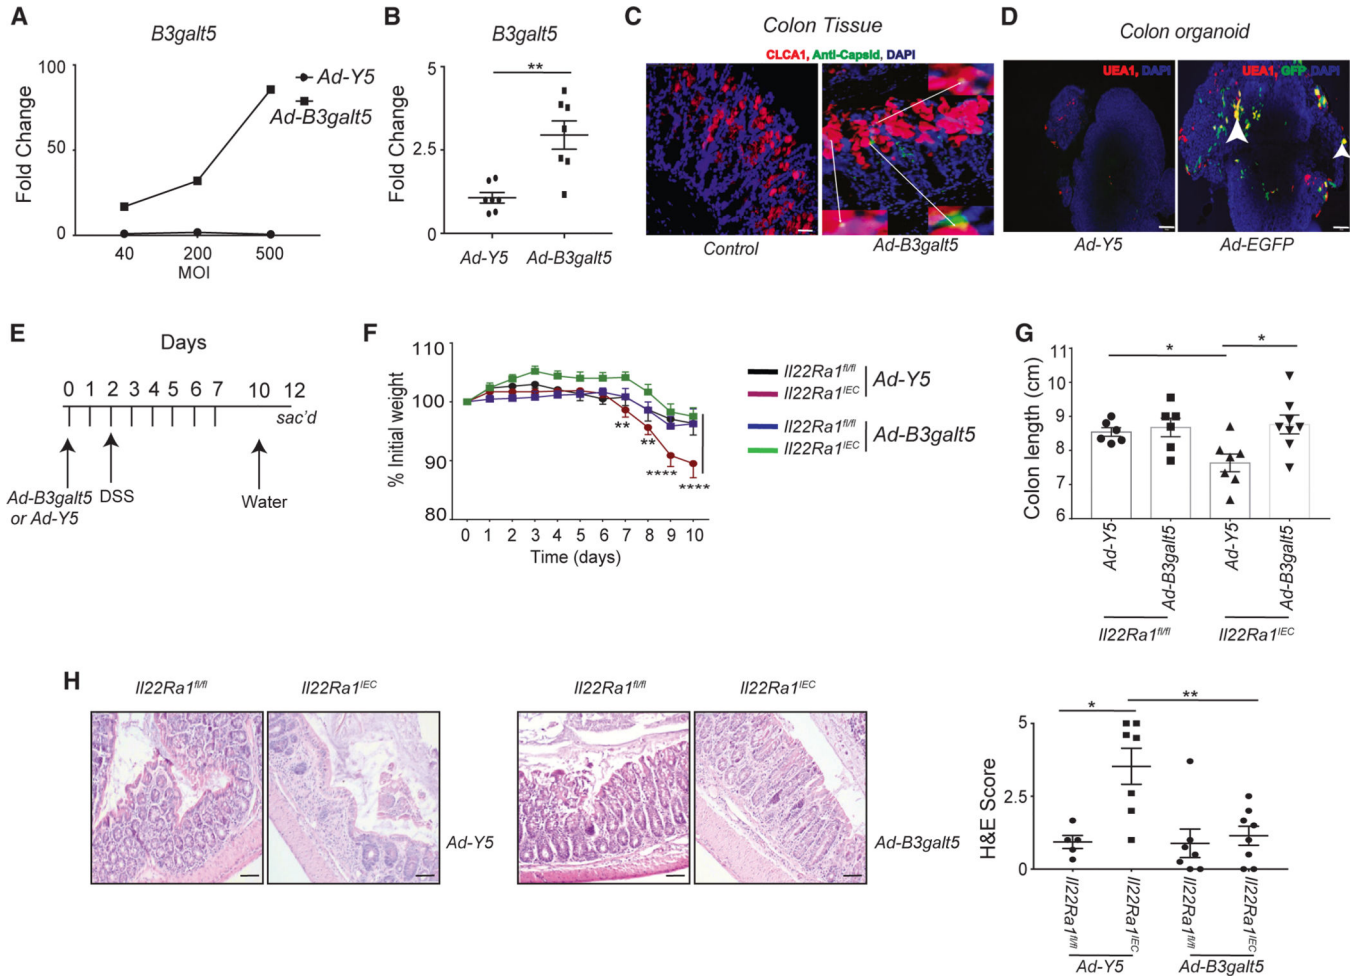 A
B3galt5
Fold Change
100
50
0
40 200 500
MOI
Ad-Y5
Ad-B3galt5
B
B3galt5
Fold Change
5
2.5
0
**
Ad-Y5 Ad-B3galt5
C
Colon Tissue
CLCA1, Anti-Capsid, DAPI
Control
Ad-B3galt5
D
Colon organoid
UEA1, DAPI
UEA1, GFP, DAPI
Ad-Y5
Ad-EGFP
E
Days
0 1 2 3 4 5 6 7 10 12
sac'd
Ad-B3galt5
or Ad-Y5
DSS
Water
F
% Initial weight
110
100
90
80
** ** **** ****
0 1 2 3 4 5 6 7 8 9 10
Time (days)
Il22Ra1fl/fl
Il22Ra1IEC
Ad-Y5
Il22Ra1fl/fl
Il22Ra1IEC
Ad-B3galt5
G
Colon length (cm)
11
10
9
8
7
6
* *
Ad-Y5
Ad-B3galt5
Ad-Y5
Ad-B3galt5
Il22Ra1fl/fl Il22Ra1IEC
H
Il22Ra1fl/fl Il22Ra1IEC
Ad-Y5
Il22Ra1fl/fl Il22Ra1IEC
Ad-B3galt5
H&E Score
5
2.5
0
* **
Il22Ra1fl/fl
Il22Ra1IEC
Il22Ra1fl/fl
Il22Ra1IEC
Ad-Y5 Ad-B3galt5